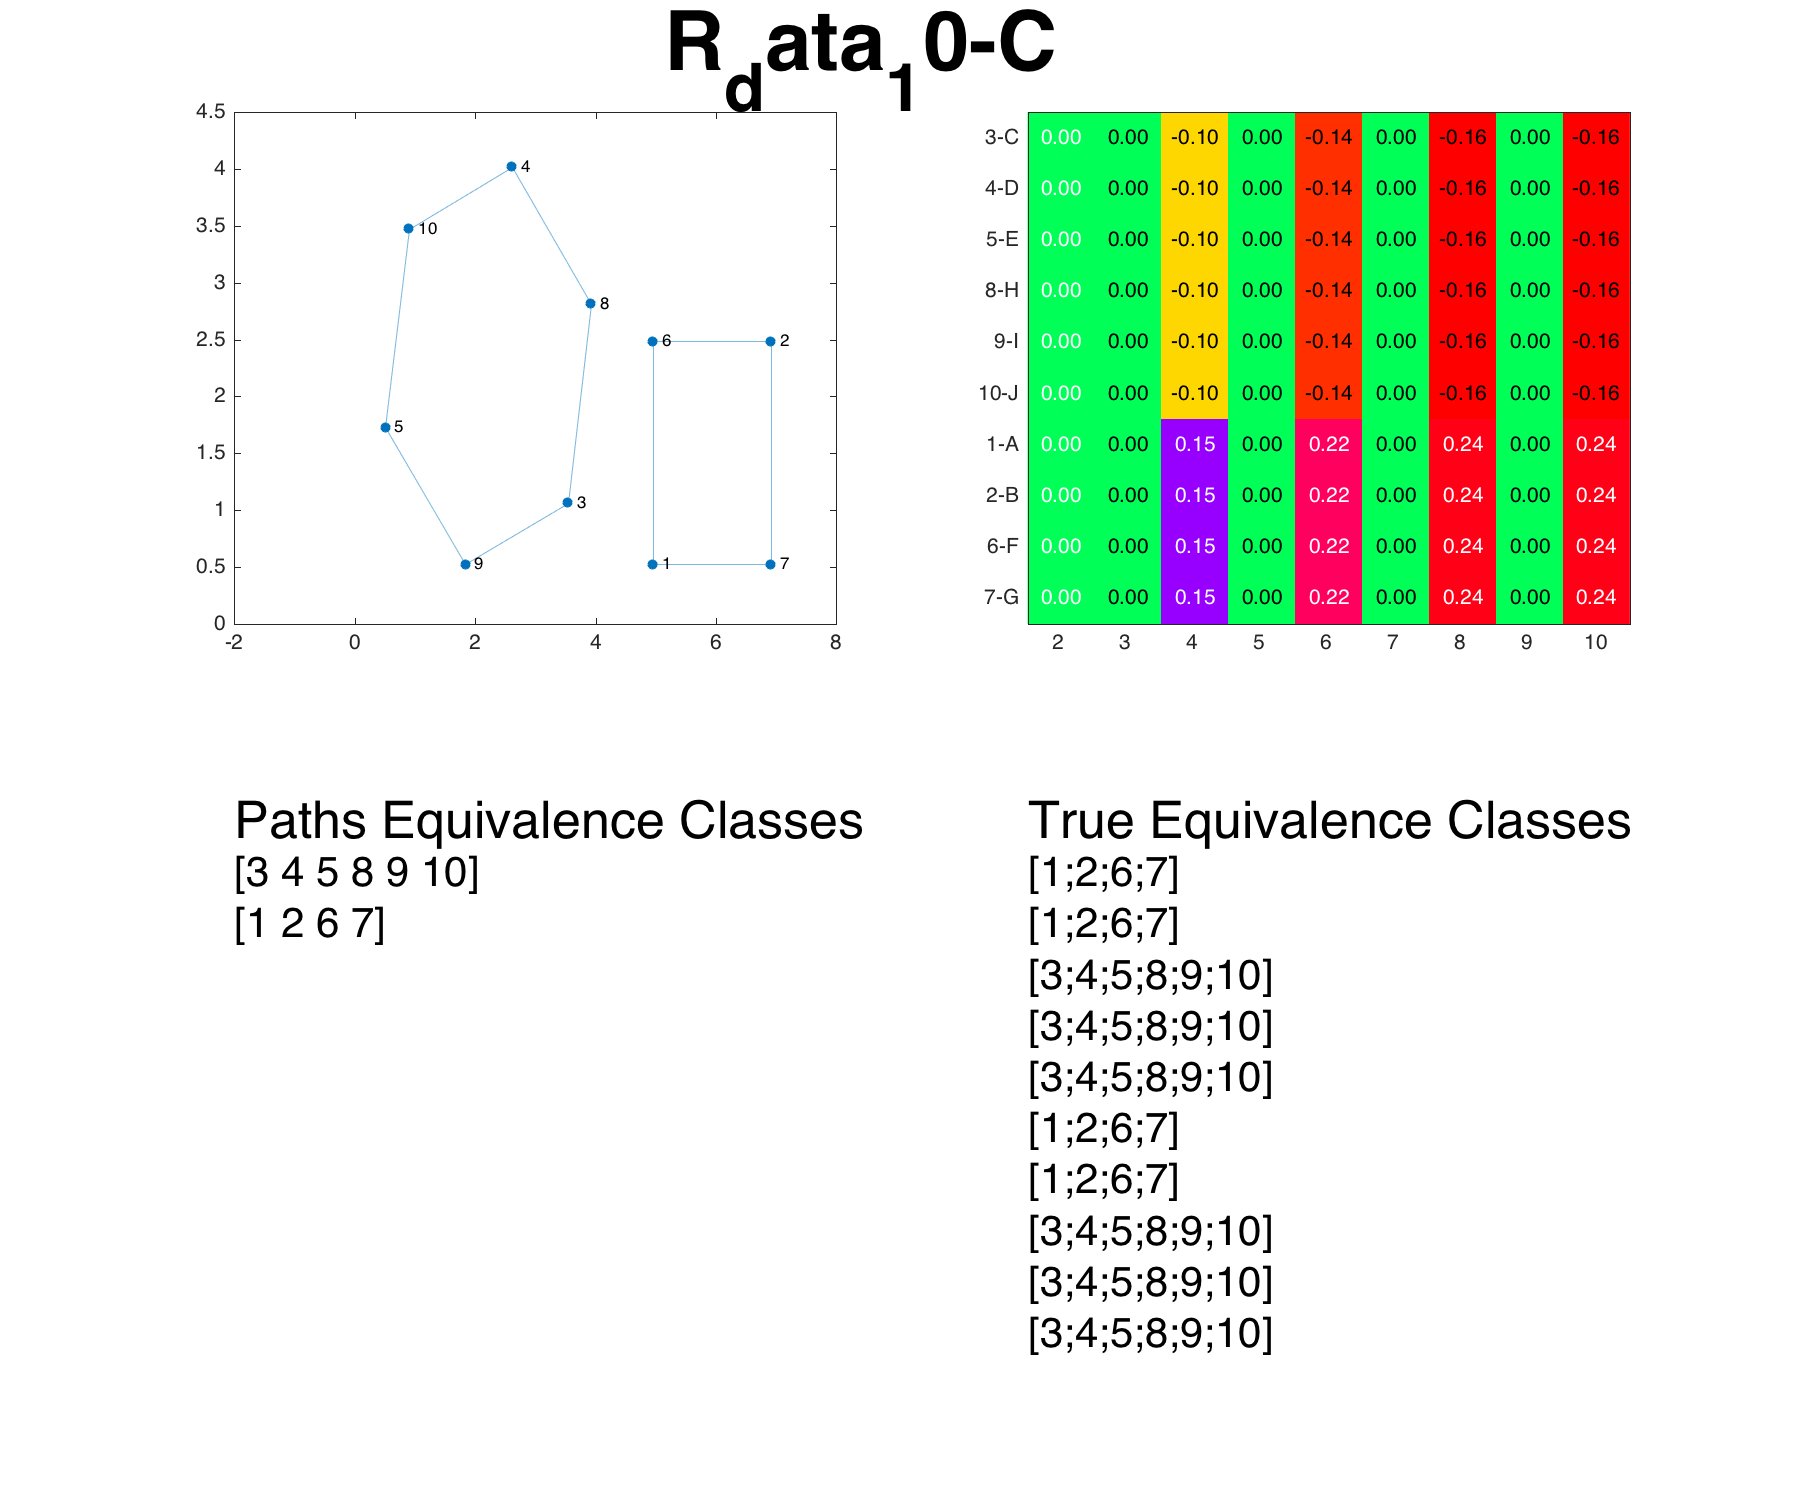 Rdata10-C
4.5
4
3.5
3
2.5
2
1.5
1
0.5
0
-2 0 2 4 6 8
4
10
8
6 2
5
3
9 1 7
3-C 0.00 0.00 -0.10 0.00 -0.14 0.00 -0.16 0.00 -0.16
4-D 0.00 0.00 -0.10 0.00 -0.14 0.00 -0.16 0.00 -0.16
5-E 0.00 0.00 -0.10 0.00 -0.14 0.00 -0.16 0.00 -0.16
8-H 0.00 0.00 -0.10 0.00 -0.14 0.00 -0.16 0.00 -0.16
9-I 0.00 0.00 -0.10 0.00 -0.14 0.00 -0.16 0.00 -0.16
10-J 0.00 0.00 -0.10 0.00 -0.14 0.00 -0.16 0.00 -0.16
1-A 0.00 0.00 0.15 0.00 0.22 0.00 0.24 0.00 0.24
2-B 0.00 0.00 0.15 0.00 0.22 0.00 0.24 0.00 0.24
6-F 0.00 0.00 0.15 0.00 0.22 0.00 0.24 0.00 0.24
7-G 0.00 0.00 0.15 0.00 0.22 0.00 0.24 0.00 0.24
2 3 4 5 6 7 8 9 10
Paths Equivalence Classes
[3 4 5 8 9 10]
[1 2 6 7]
True Equivalence Classes
[1;2;6;7]
[1;2;6;7]
[3;4;5;8;9;10]
[3;4;5;8;9;10]
[3;4;5;8;9;10]
[1;2;6;7]
[1;2;6;7]
[3;4;5;8;9;10]
[3;4;5;8;9;10]
[3;4;5;8;9;10]